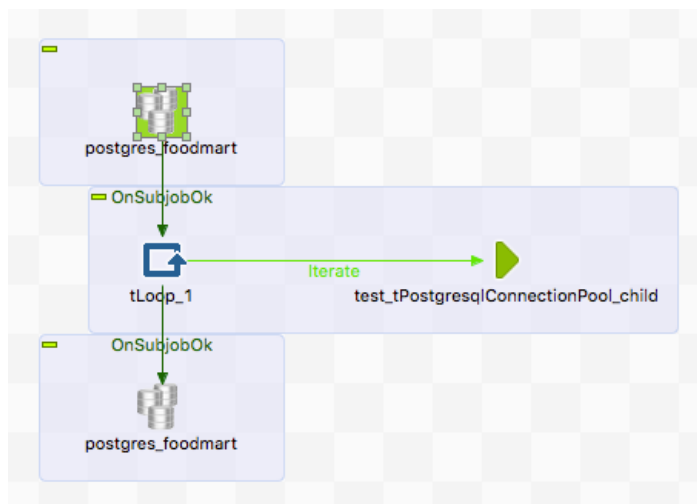 postgres_foodmart
OnSubjobOk
Iterate
tLoop_1
test_tPostgresqlConnectionPool_child
OnSubjobOk
postgres_foodmart